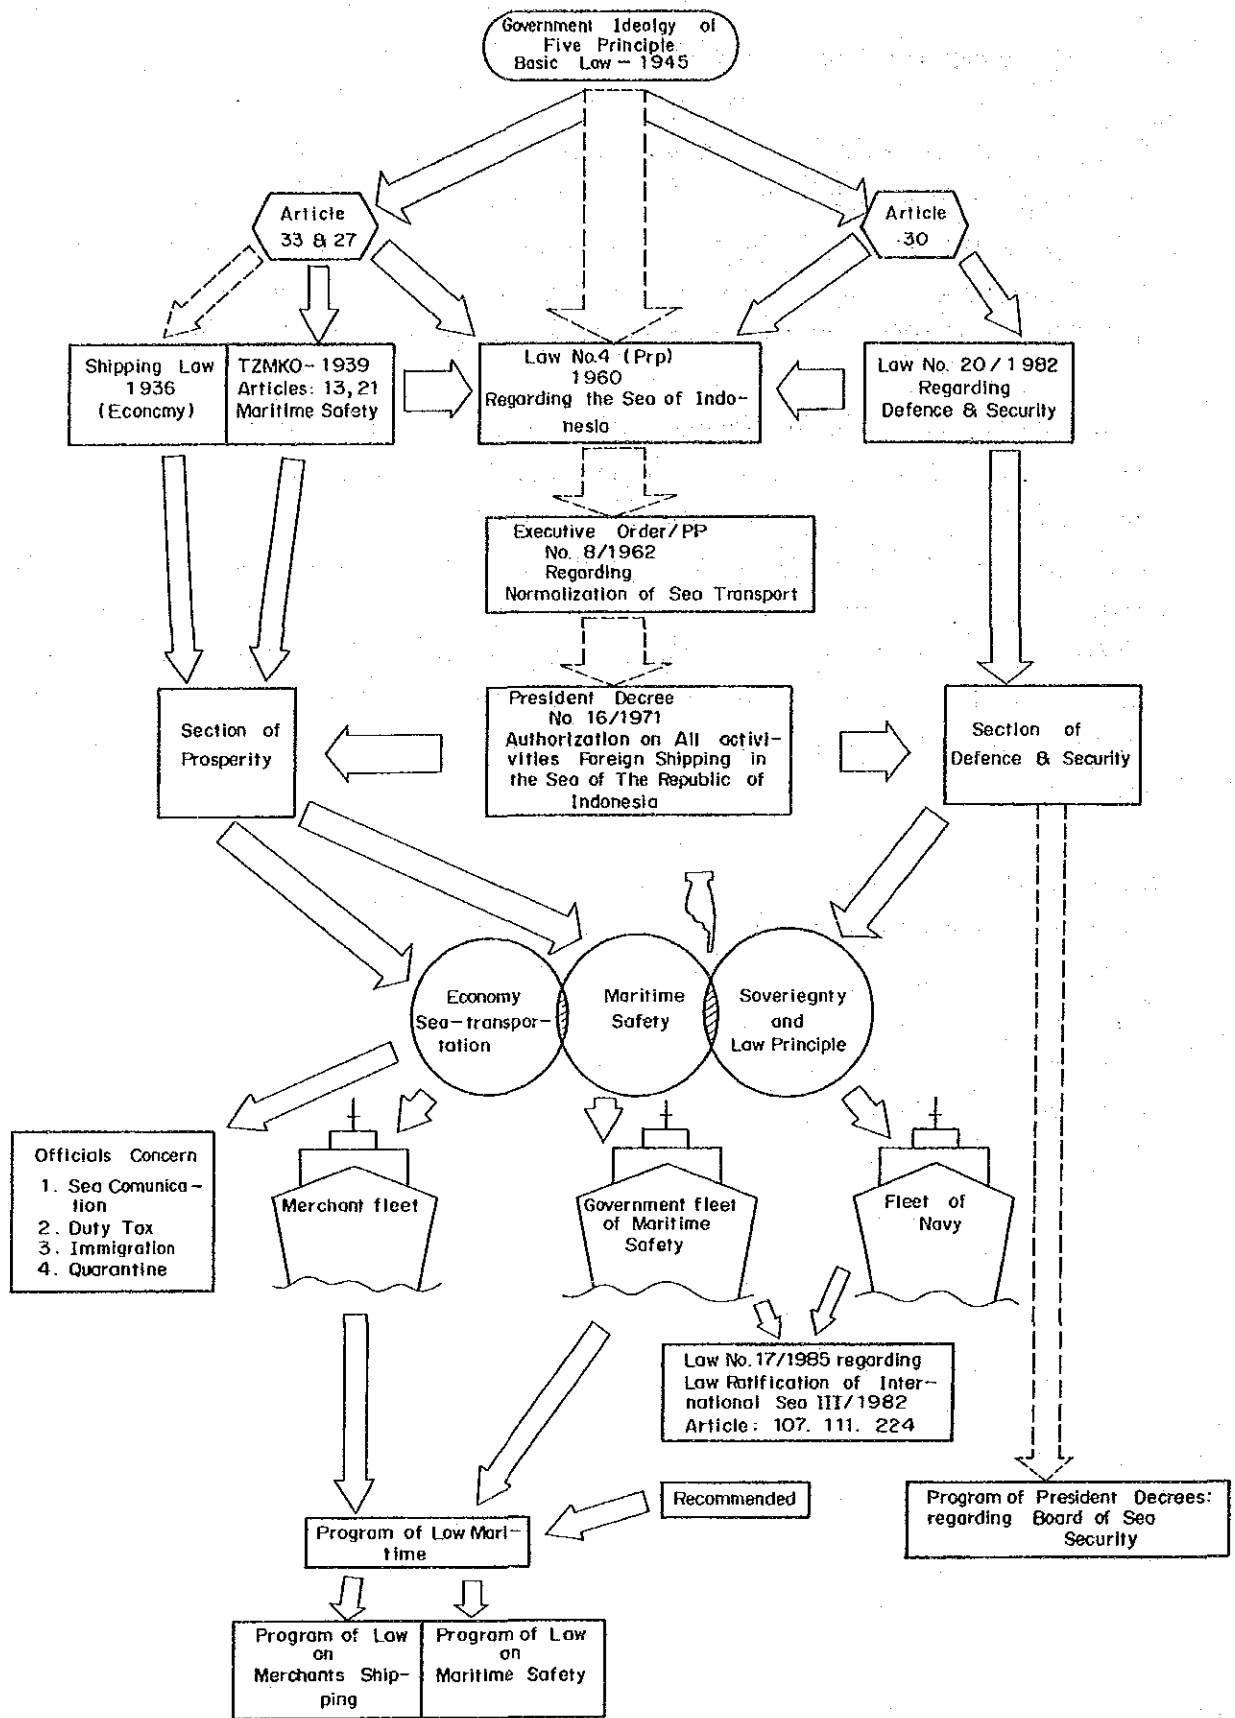 Government Ideolgy of
Five Principle
Basic Law - 1945
Article
33 & 27
Article
30
Shipping Law
1936
(Economy)
TZMKO- 1939
Articles: 13, 21
Maritime Safety
Law No.4 (Prp)
1960
Regarding the Sea of Indo-
nesia
Law No. 20/1982
Regarding
Defence & Security
Executive Order/PP
No. 8/1962
Regarding
Normalization of Sea Transport
Section of
Prosperity
President Decree
No. 16/1971
Authorization on All activi-
vities Foreign Shipping in
the Sea of The Republic of
Indonesia
Section of
Defence & Security
Economy
Sea-transpor-
tation
Maritime
Safety
Soveriegnty
and
Law Principle
Officials Concern
1. Sea Comunica-
tion
2. Duty Tax
3. Immigration
4. Quarantine
Merchant fleet
Government fleet
of Maritime
Safety
Fleet of
Navy
Law No. 17/1985 regarding
Law Ratification of Inter-
national Sea III/1982
Article: 107. 111. 224
Recommended
Program of Low Mari-
time
Program of President Decrees:
regarding Board of Sea
Security
Program of Law
on
Merchants Ship-
ping
Program of Law
on
Maritime Safety